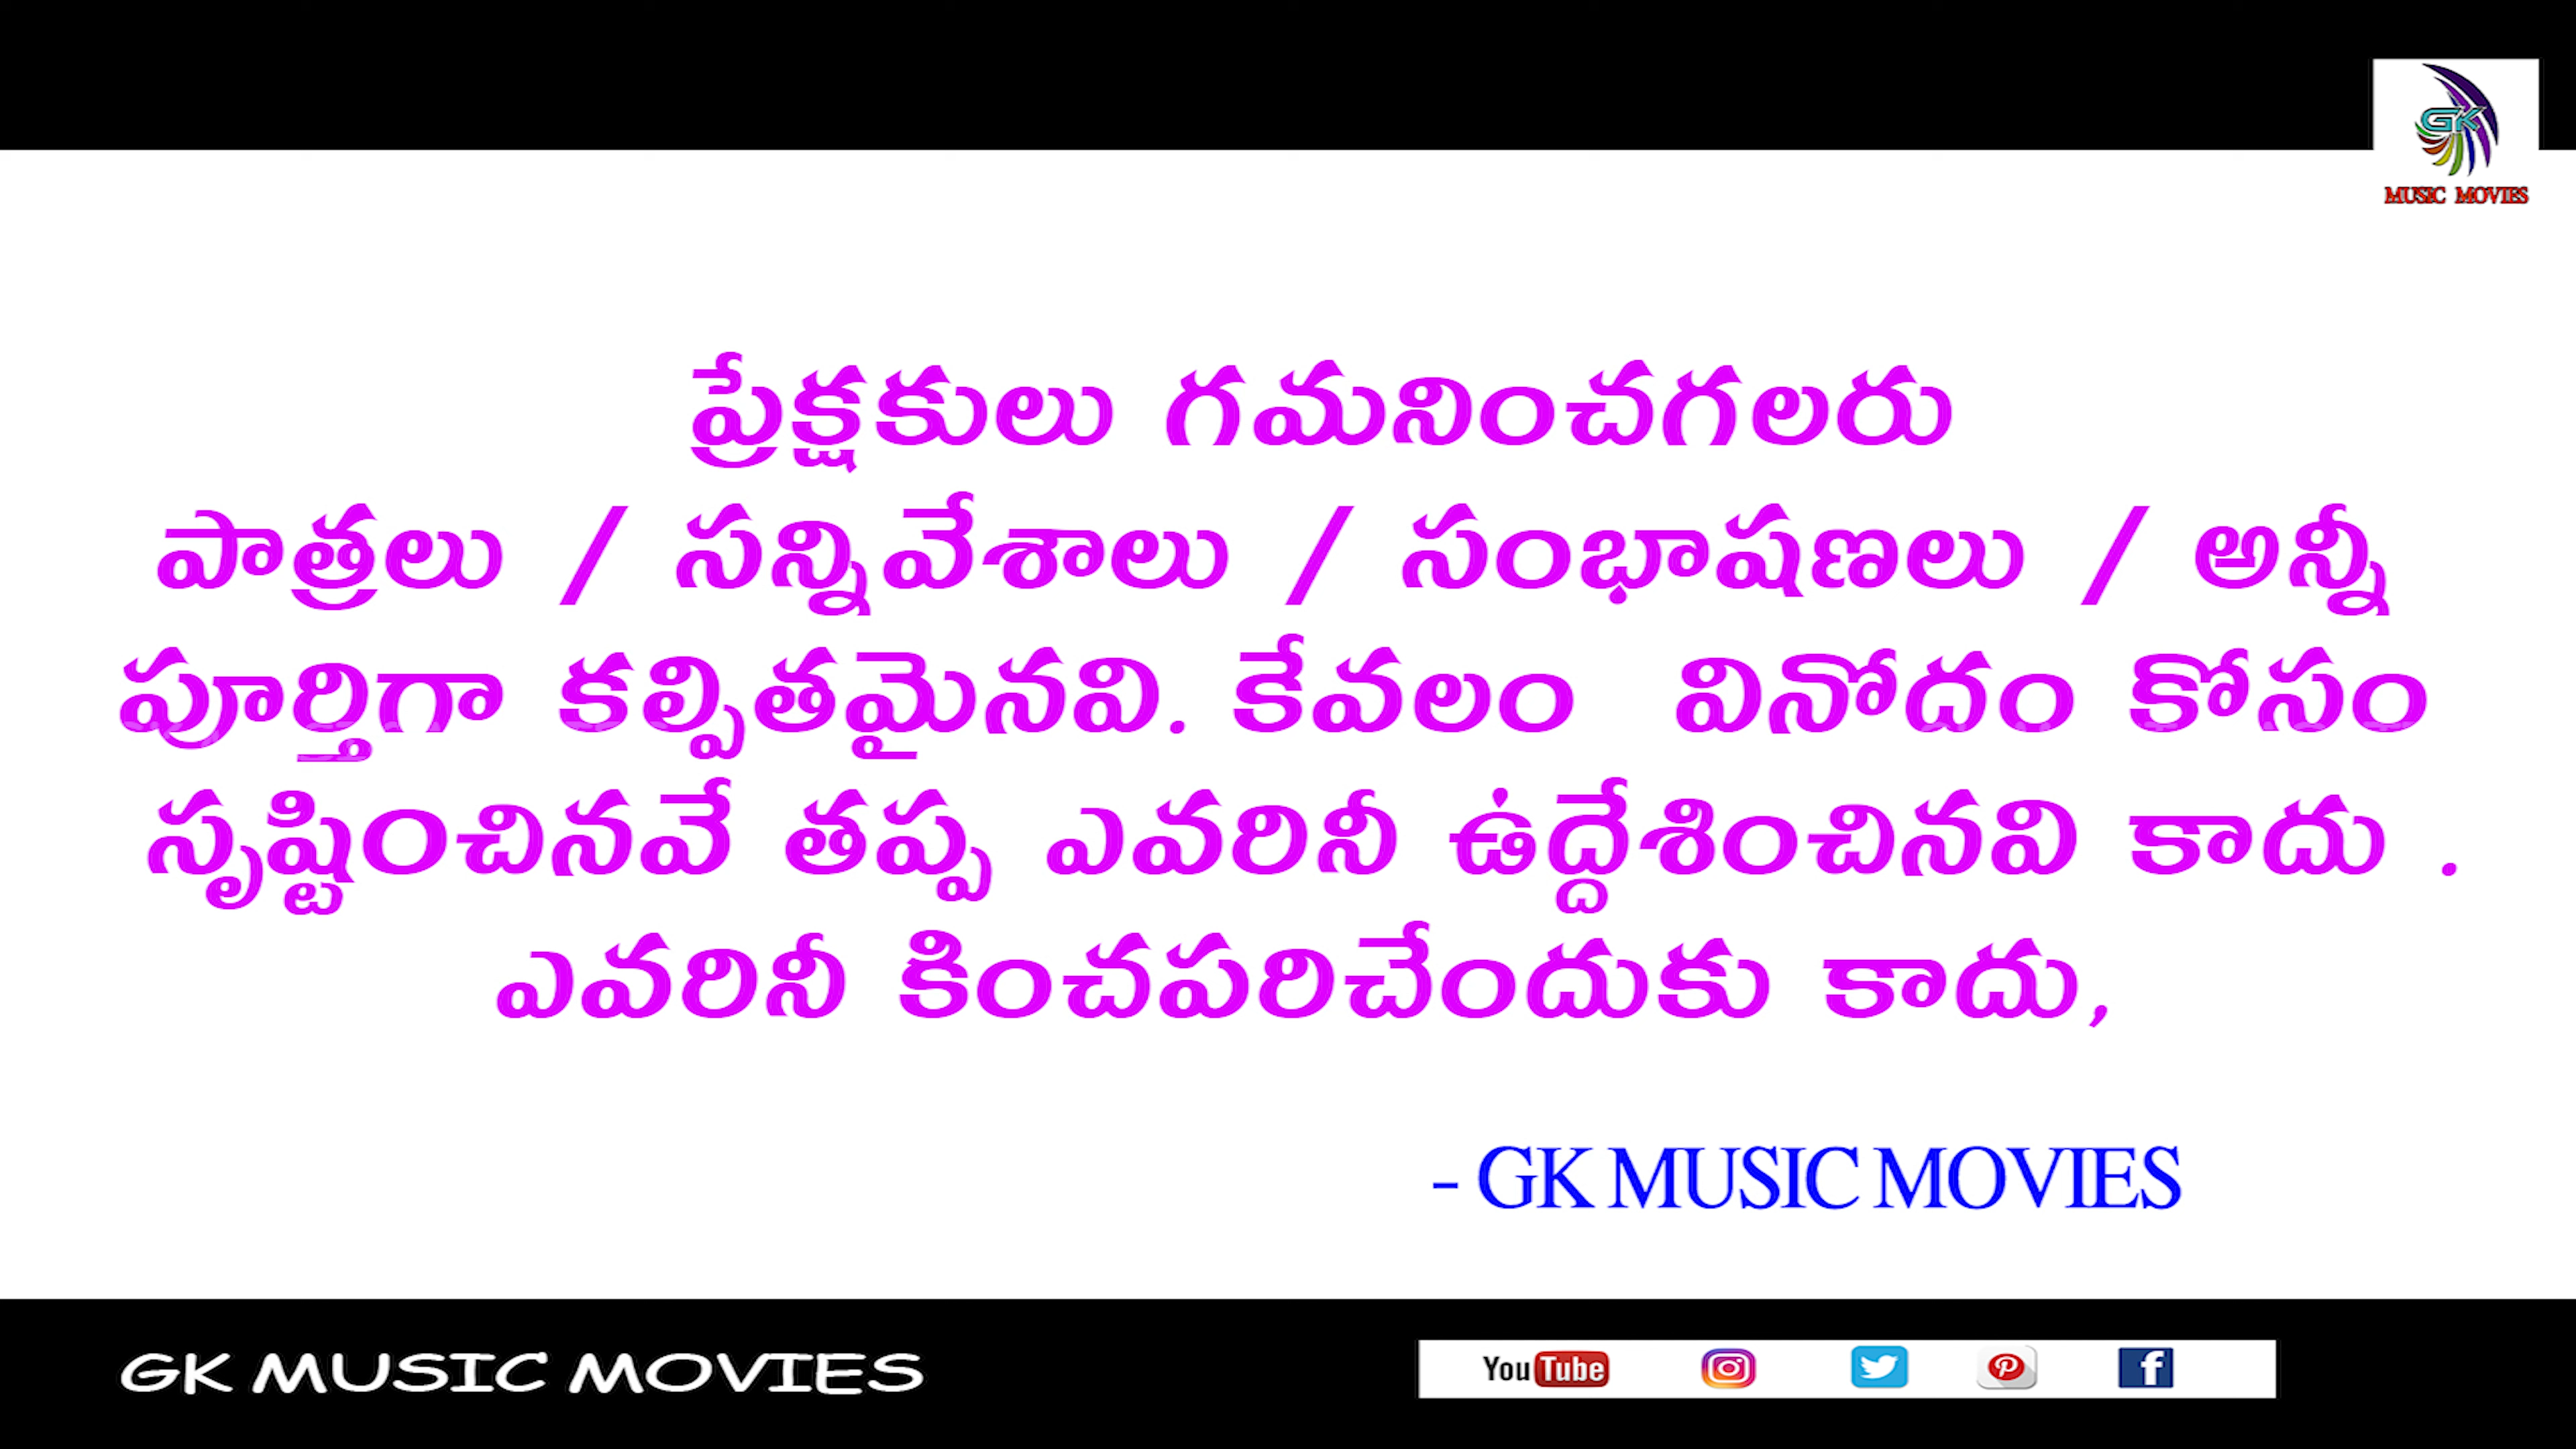 GK
MUSIC MOVIES
ప్రేక్షకులు గమనించగలరు
పాత్రలు / సన్నివేశాలు / సంభాషణలు / అన్నీ
పూర్తిగా కల్పితమైనవి. కేవలం వినోదం కోసం
సృష్టించినవే తప్ప ఎవరినీ ఉద్దేశించినవి కాదు .
ఎవరినీ కించపరిచేందుకు కాదు,
- GK MUSIC MOVIES
GK MUSIC MOVIES
YouTube